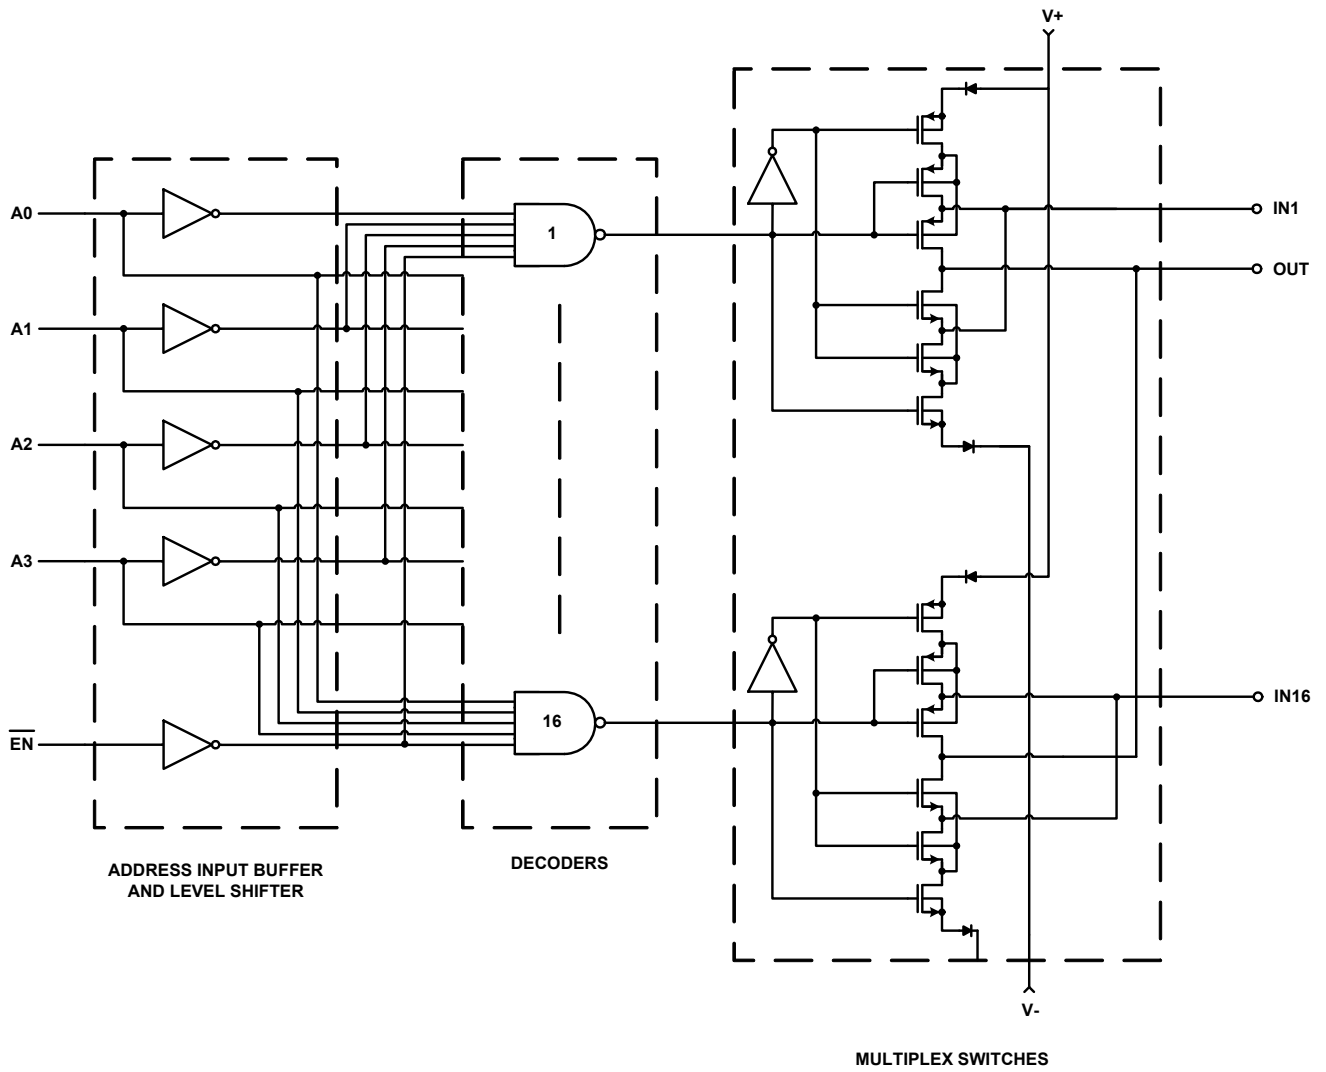 V+
A0
1
IN1
OUT
A1
A2
A3
16
IN16
EN
DECODERS
ADDRESS INPUT BUFFER
AND LEVEL SHIFTER
V-
MULTIPLEX SWITCHES